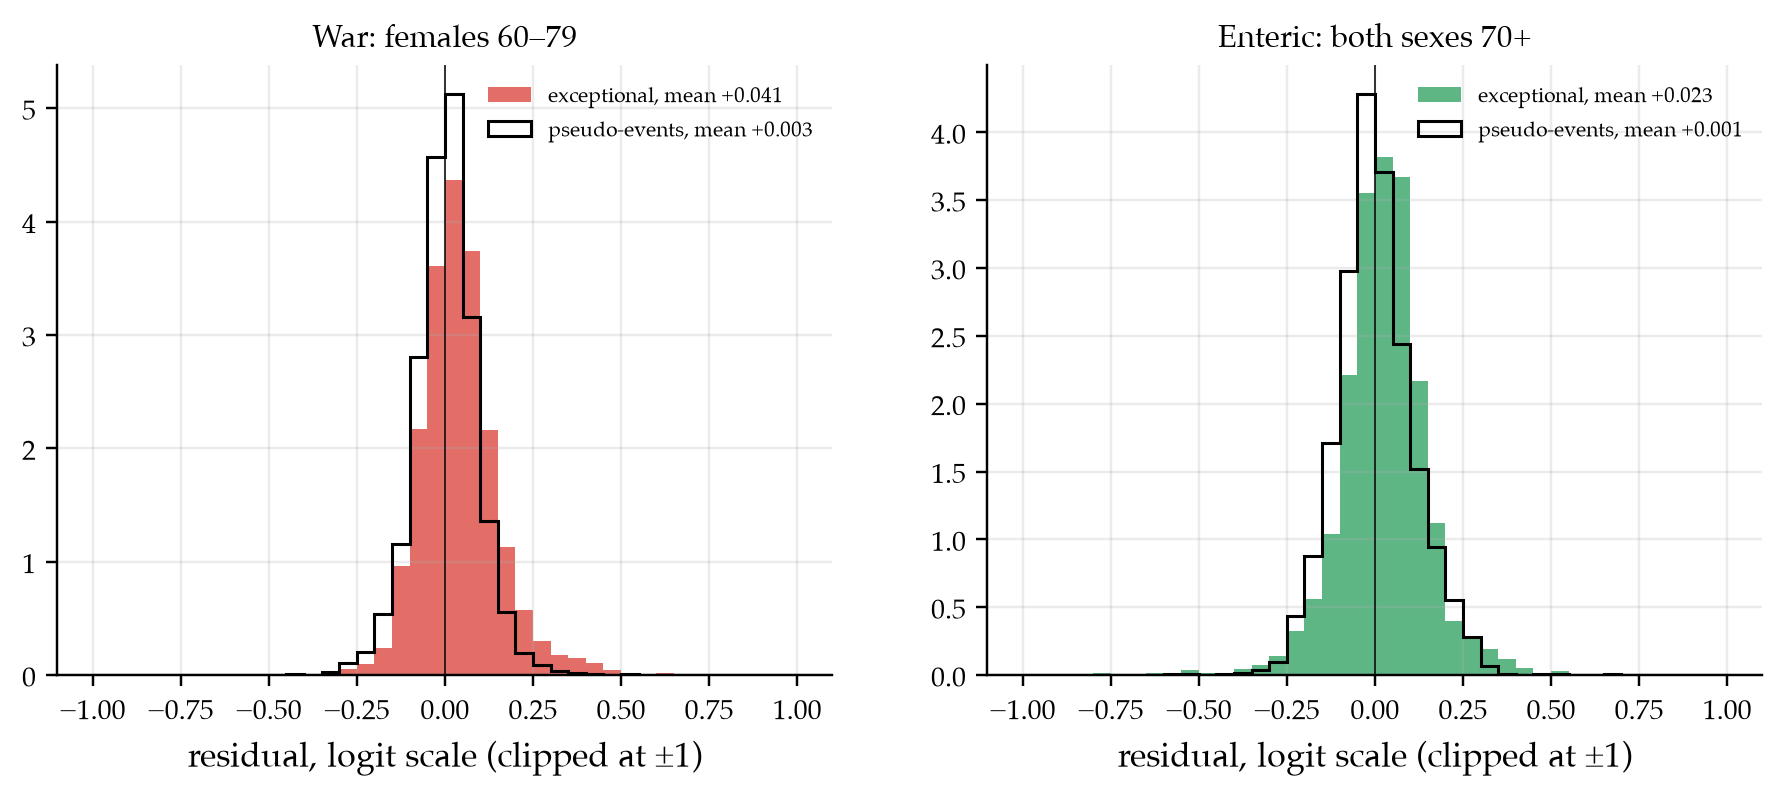 War: females 60–79
exceptional, mean +0.041
pseudo-events, mean +0.003
5
4
3
2
1
0
−1.00 −0.75 −0.50 −0.25 0.00 0.25 0.50 0.75 1.00
residual, logit scale (clipped at ±1)
Enteric: both sexes 70+
exceptional, mean +0.023
pseudo-events, mean +0.001
4.0
3.5
3.0
2.5
2.0
1.5
1.0
0.5
0.0
−1.00 −0.75 −0.50 −0.25 0.00 0.25 0.50 0.75 1.00
residual, logit scale (clipped at ±1)